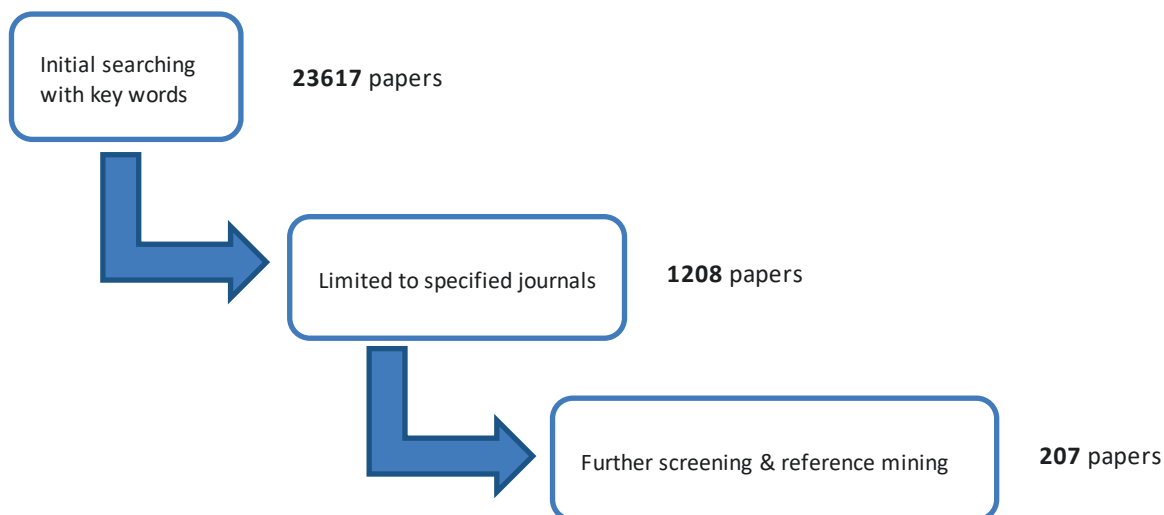 Initial searching
with key words
23617 papers
Limited to specified journals
1208 papers
Further screening & reference mining
207 papers